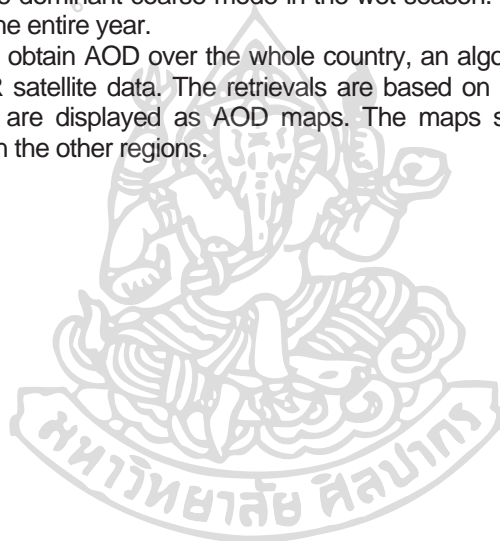 dominant coarse mode in the wet season.
he entire year.
obtain AOD over the whole country, an algo
R satellite data. The retrievals are based on
are displayed as AOD maps. The maps s
n the other regions.
มหาวิทยาลัย ศิลปากร